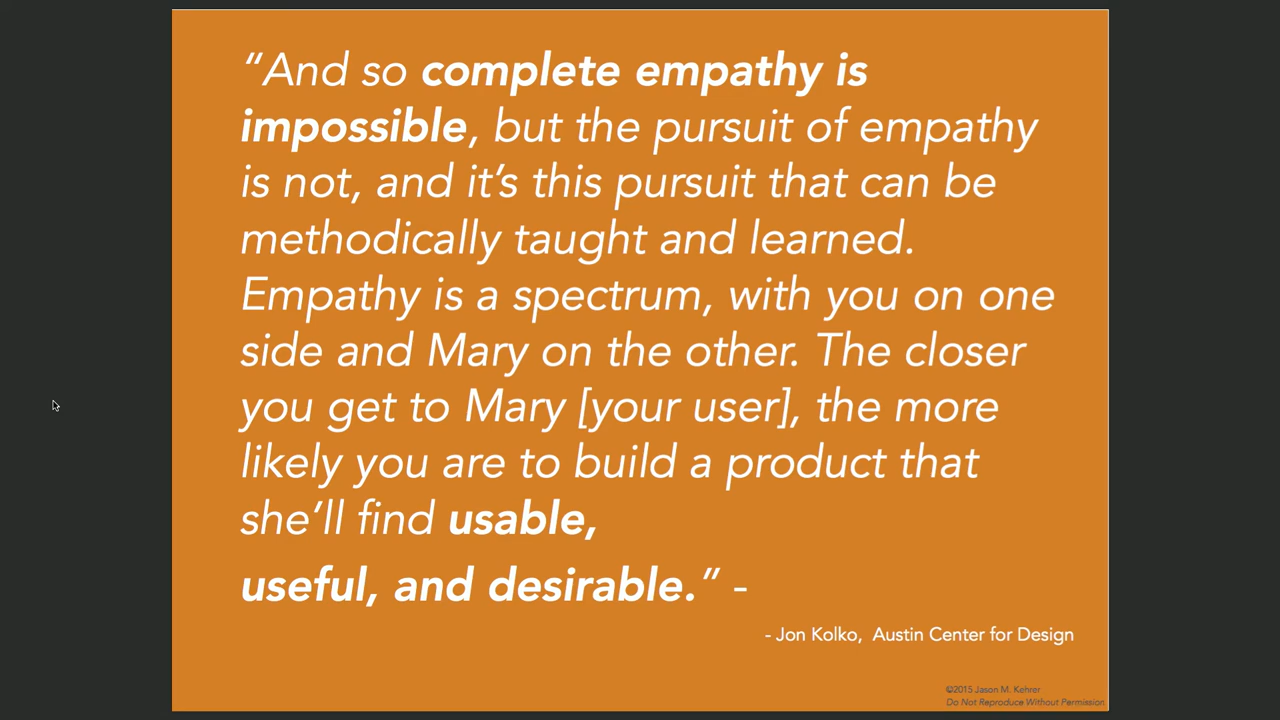 “And so complete empathy is
impossible, but the pursuit of empathy
is not, and it’s this pursuit that can be
methodically taught and learned.
Empathy is a spectrum, with you on one
side and Mary on the other. The closer
you get to Mary [your user], the more
likely you are to build a product that
she’ll find usable,
useful, and desirable.” -
- Jon Kolko,  Austin Center for Design
©2015 Jason M. Kehrer
Do Not Reproduce Without Permission